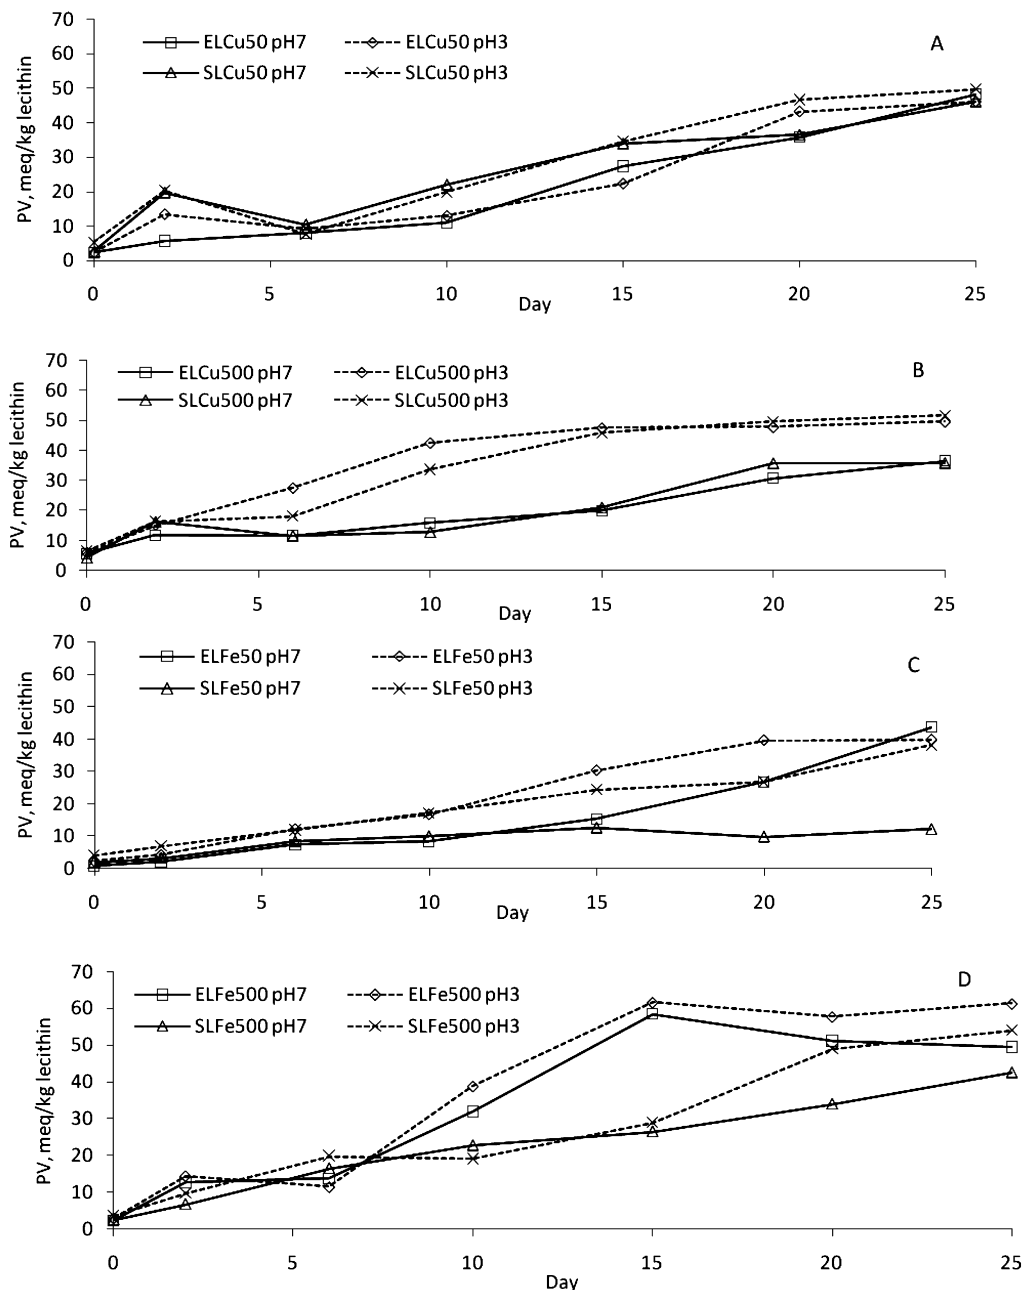 70
60
50
40
30
20
10
0
PV, meq/kg lecithin
ELCu50 pH7 ELCu50 pH3
SLCu50 pH7 SLCu50 pH3
A
0 5 10 15 20 25
Day
70
60
50
40
30
20
10
0
PV, meq/kg lecithin
ELCu500 pH7 ELCu500 pH3
SLCu500 pH7 SLCu500 pH3
B
0 5 10 15 20 25
Day
70
60
50
40
30
20
10
0
PV, meq/kg lecithin
ELFe50 pH7 ELFe50 pH3
SLFe50 pH7 SLFe50 pH3
C
0 5 10 15 20 25
Day
70
60
50
40
30
20
10
0
PV, meq/kg lecithin
ELFe500 pH7 ELFe500 pH3
SLFe500 pH7 SLFe500 pH3
D
0 5 10 15 20 25
Day